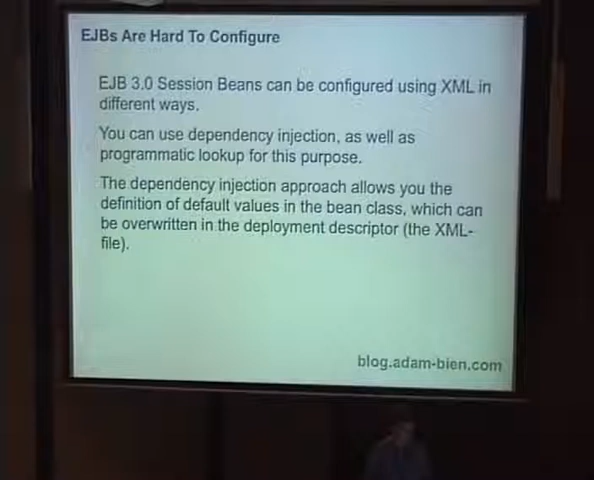 EJBs Are Hard To Configure
EJB 3.0 Session Beans can be configured using XML in
different ways.
You can use dependency injection, as well as
programmatic lookup for this purpose.
The dependency injection approach allows you the
definition of default values in the bean class, which can
be overwritten in the deployment descriptor (the XML-
file).
blog.adam-bien.com